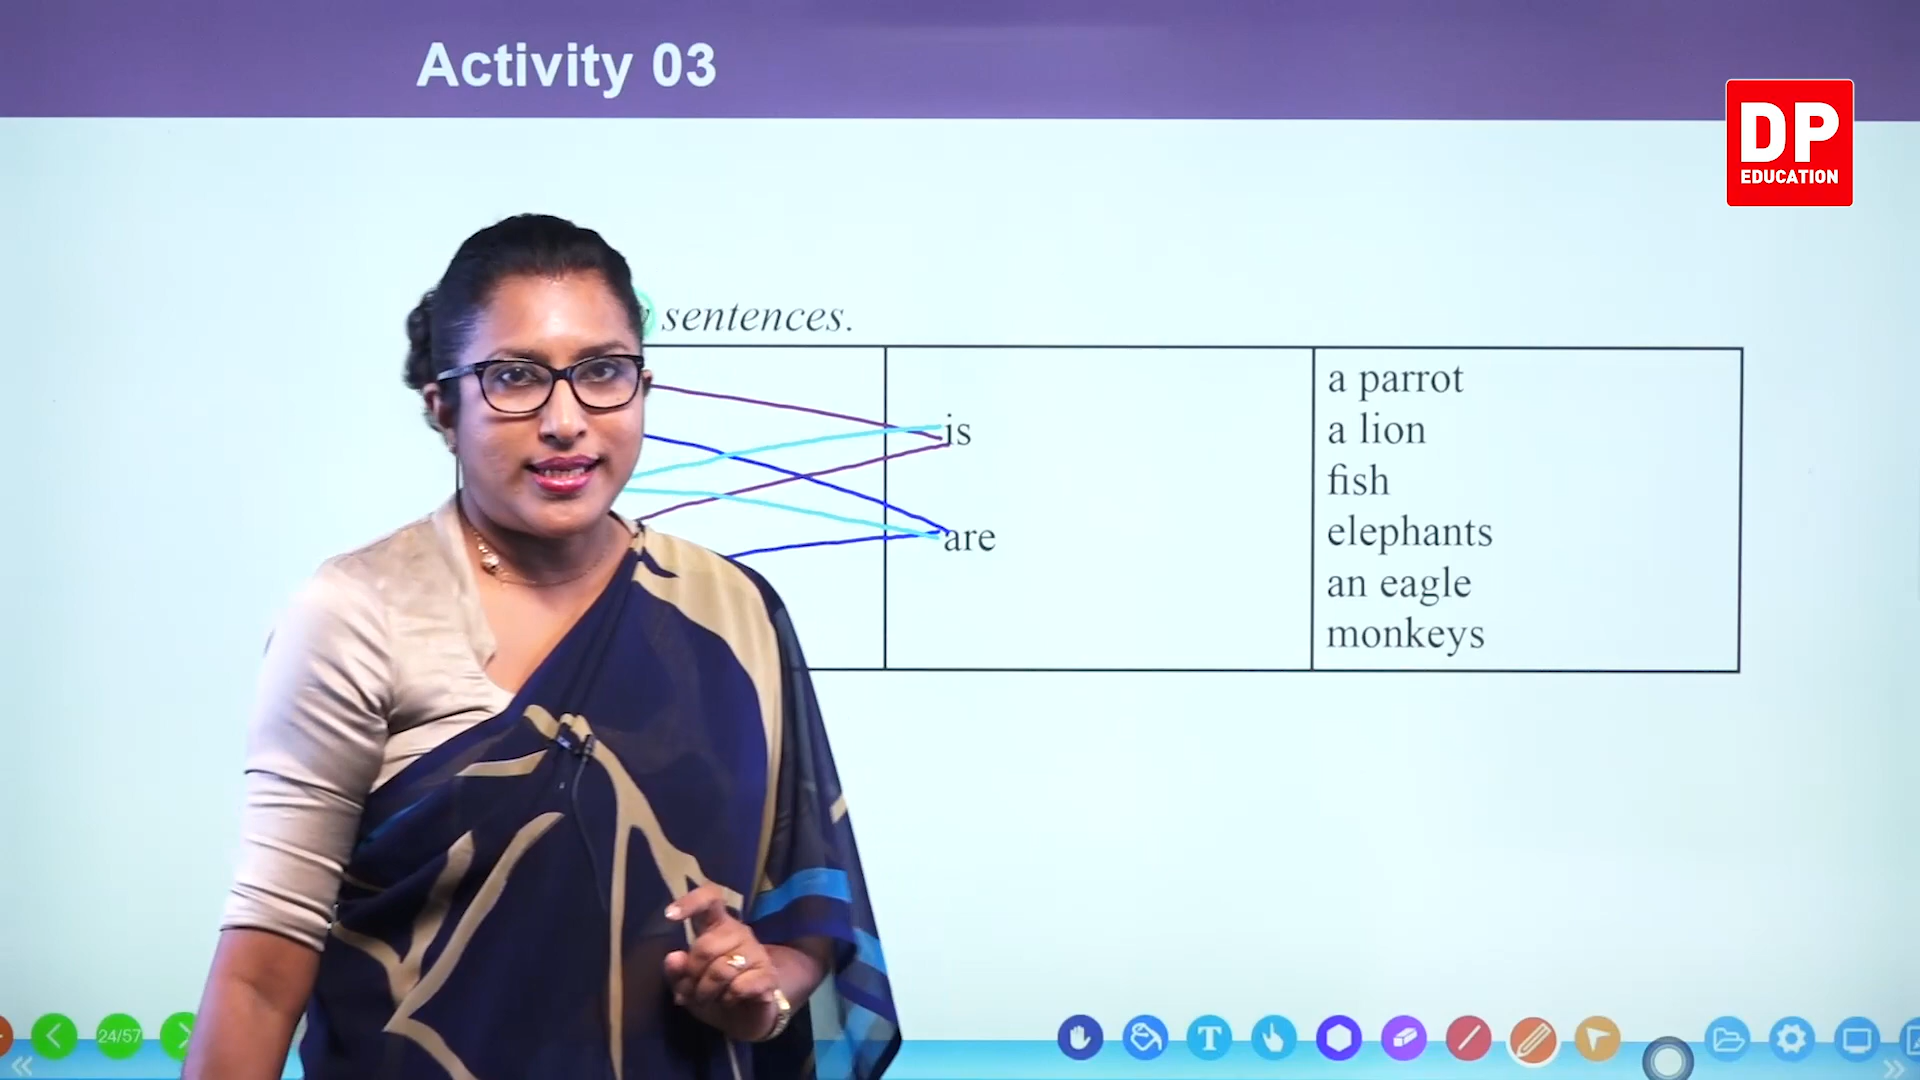 Activity 03
DP
EDUCATION
sentences.
is
are
a parrot
a lion
fish
elephants
an eagle
monkeys
24/57
T